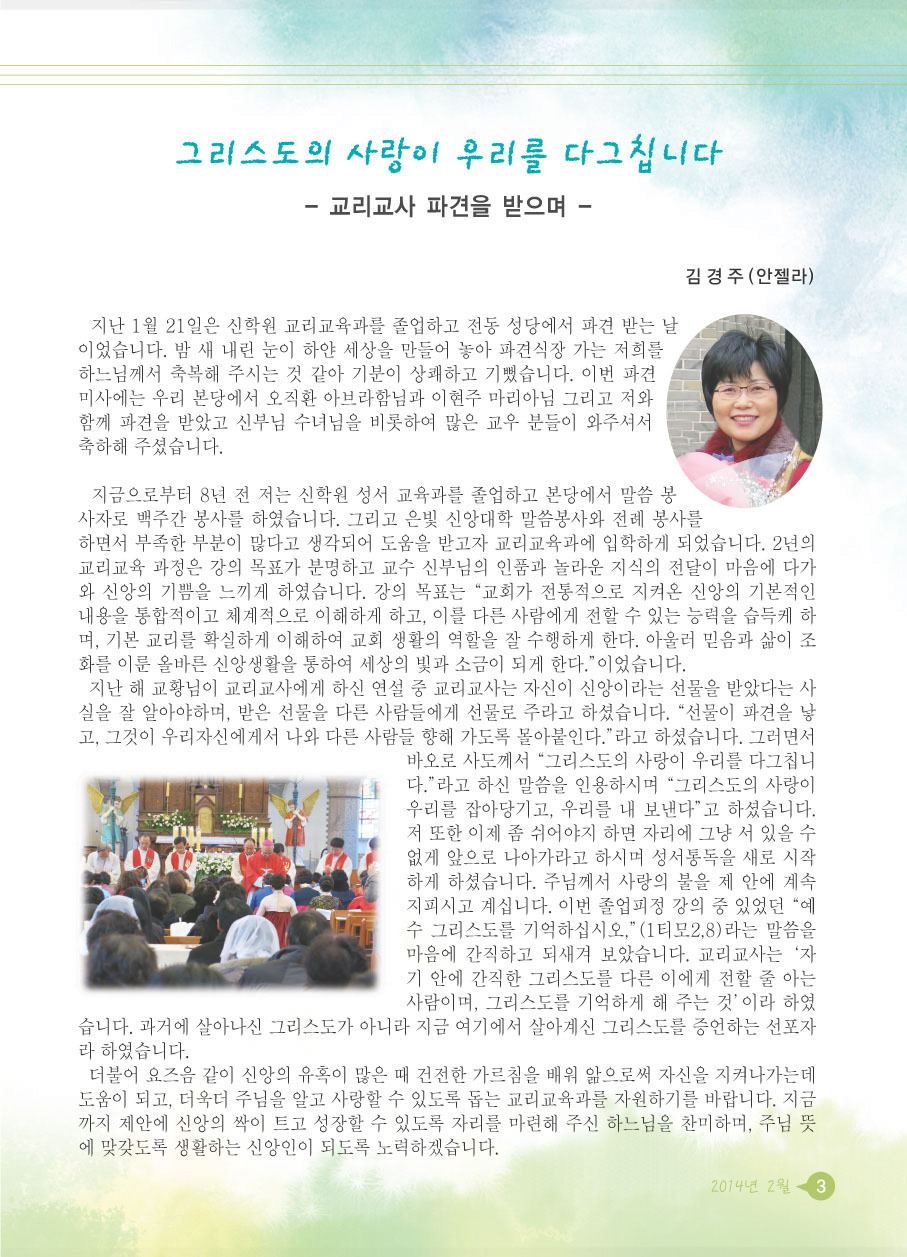 그리스도의 사랑이 우리를 다그칩니다
- 교리교사 파견을 받으며 -
김 경 주 (안젤라)
지난 1월 21일은 신학원 교리교육과를 졸업하고 전동 성당에서 파견 받는 날
이었습니다. 밤 새 내린 눈이 하얀 세상을 만들어 놓아 파견식장 가는 저희를
하느님께서 축복해 주시는 것 같아 기분이 상쾌하고 기뻤습니다. 이번 파견
미사에는 우리 본당에서 오직환 아브라함님과 이현주 마리아님 그리고 저와
함께 파견을 받았고 신부님 수녀님을 비롯하여 많은 교우 분들이 와주셔서
축하해 주셨습니다.
지금으로부터 8년 전 저는 신학원 성서 교육과를 졸업하고 본당에서 말씀 봉
사자로 백주간 봉사를 하였습니다. 그리고 은빛 신앙대학 말씀봉사와 전례 봉사를
하면서 부족한 부분이 많다고 생각되어 도움을 받고자 교리교육과에 입학하게 되었습니다. 2년의
교리교육 과정은 강의 목표가 분명하고 교수 신부님의 인품과 놀라운 지식의 전달이 마음에 다가
와 신앙의 기쁨을 느끼게 하였습니다. 강의 목표는 “교회가 전통적으로 지켜온 신앙의 기본적인
내용을 통합적이고 체계적으로 이해하게 하고, 이를 다른 사람에게 전할 수 있는 능력을 습득케 하
며, 기본 교리를 확실하게 이해하여 교회 생활의 역할을 잘 수행하게 한다. 아울러 믿음과 삶이 조
화를 이룬 올바른 신앙생활을 통하여 세상의 빛과 소금이 되게 한다.”이었습니다.
지난 해 교황님이 교리교사에게 하신 연설 중 교리교사는 자신이 신앙이라는 선물을 받았다는 사
실을 잘 알아야하며, 받은 선물을 다른 사람들에게 선물로 주라고 하셨습니다. “선물이 파견을 낳
고, 그것이 우리자신에게서 나와 다른 사람들 향해 가도록 몰아붙인다.”라고 하셨습니다. 그러면서
바오로 사도께서 “그리스도의 사랑이 우리를 다그칩니
다.”라고 하신 말씀을 인용하시며 “그리스도의 사랑이
우리를 잡아당기고, 우리를 내 보낸다”고 하셨습니다.
저 또한 이제 좀 쉬어야지 하면 자리에 그냥 서 있을 수
없게 앞으로 나아가라고 하시며 성서통독을 새로 시작
하게 하셨습니다. 주님께서 사랑의 불을 제 안에 계속
지피시고 계십니다. 이번 졸업피정 강의 중 있었던 “예
수 그리스도를 기억하십시오,”(1티모2,8)라는 말씀을
마음에 간직하고 되새겨 보았습니다. 교리교사는 ‘자
기 안에 간직한 그리스도를 다른 이에게 전할 줄 아는
사람이며, 그리스도를 기억하게 해 주는 것’이라 하였
습니다. 과거에 살아나신 그리스도가 아니라 지금 여기에서 살아계신 그리스도를 증언하는 선포자
라 하였습니다.
더불어 요즈음 같이 신앙의 유혹이 많은 때 건전한 가르침을 배워 앎으로써 자신을 지켜나가는데
도움이 되고, 더욱더 주님을 알고 사랑할 수 있도록 돕는 교리교육과를 자원하기를 바랍니다. 지금
까지 제안에 신앙의 싹이 트고 성장할 수 있도록 자리를 마련해 주신 하느님을 찬미하며, 주님 뜻
에 맞갖도록 생활하는 신앙인이 되도록 노력하겠습니다.
2014년 2월 3